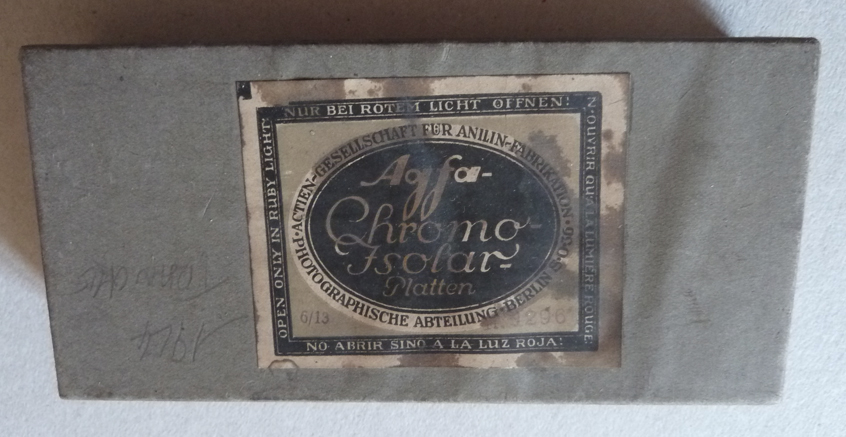 NUR BEI ROTEM LICHT ÖFFNEN!
N'OUVRIR QU'A LA LUMIÈRE ROUGE
OPEN ONLY IN RUBY LIGHT:
NO ABRIR SINO Á LA LUZ ROJA:
ACTIEN-GESELLSCHAFT FÜR ANILIN-FABRIKATION
BERLIN S.O.36
PHOTOGRAPHISCHE ABTEILUNG
Agfa-
Chromo-
Isolar-
Platten
6/13